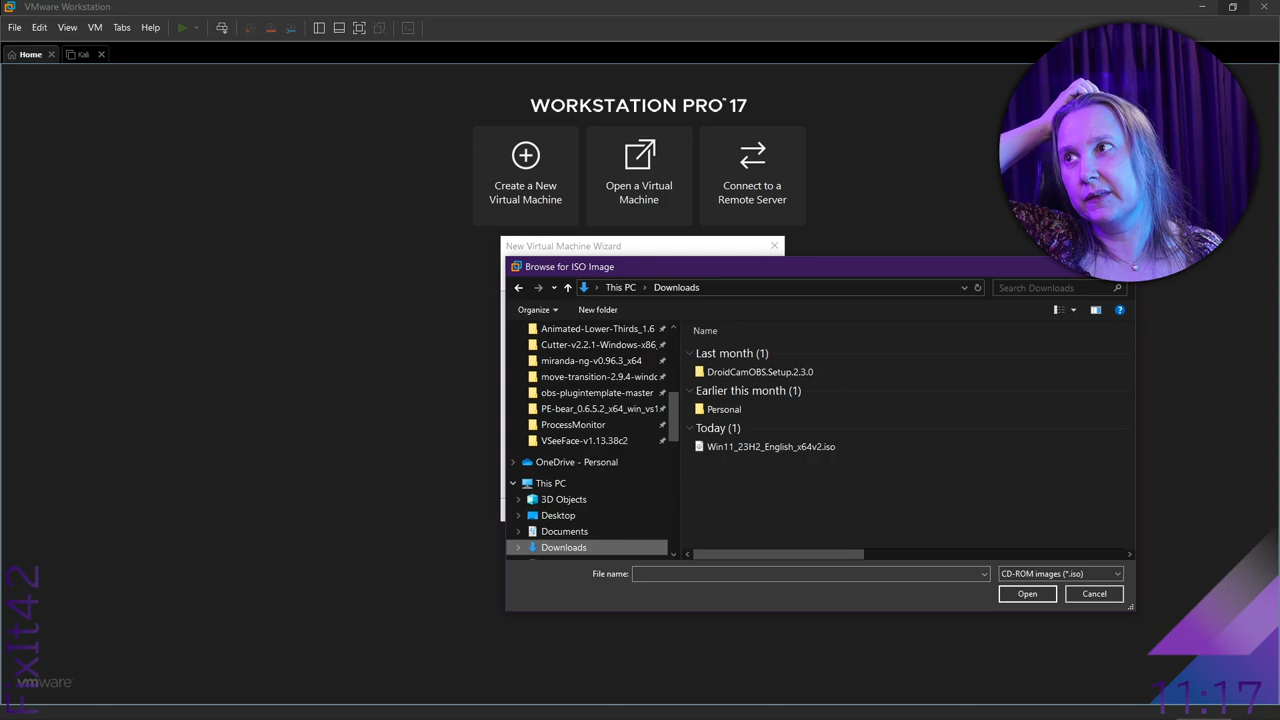 VMware Workstation
File Edit View VM Tabs Help
Home Kali
WORKSTATION PRO™ 17
Create a New Virtual Machine
Open a Virtual Machine
Connect to a Remote Server
New Virtual Machine Wizard
Browse for ISO Image
This PC > Downloads
Search Downloads
Organize New folder
Animated-Lower-Thirds_1.6
Cutter-v2.2.1-Windows-x86_
miranda-ng-v0.96.3_x64
move-transition-2.9.4-windo
obs-plugintemplate-master
PE-bear_0.6.5.2_x64_win_vs1
ProcessMonitor
VSeeFace-v1.13.38c2
OneDrive - Personal
This PC
3D Objects
Desktop
Documents
Downloads
Name
Last month (1)
DroidCamOBS.Setup.2.3.0
Earlier this month (1)
Personal
Today (1)
Win11_23H2_English_x64v2.iso
File name:
CD-ROM images (*.iso)
Open Cancel
FixIt42
vmware
11:17